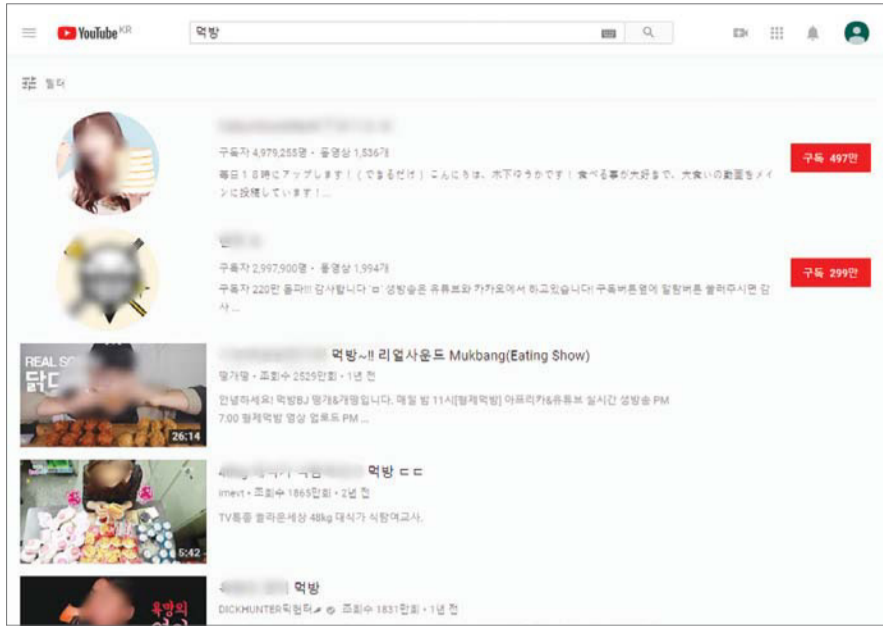 YouTube KR
먹방
필터
구독자 4,979,255명 • 동영상 1,536개
구독 497만
毎日18時にアップします！(できるだけ) こんにちは、木下ゆうかです！ 食べる事が大好きで、大食いの動画をメイ
ンに投稿しています！...
구독자 2,997,900명 • 동영상 1,994개
구독 299만
구독자 220만 돌파!!! 감사합니다 'ㅁ' 생방송은 유튜브와 카카오에서 하고있습니다! 구독버튼옆에 알람버튼 눌러주시면 감
사 ...
먹방~!! 리얼사운드 Mukbang(Eating Show)
떵개떵 • 조회수 2529만회 • 1년 전
안녕하세요! 먹방BJ 떵개&개떵입니다. 매일 밤 11시[형제먹방] 아프리카&유튜브 실시간 생방송 PM
7:00 형제먹방 영상 업로드 PM ...
REAL SO
26:14
먹방 ㄷㄷ
imevt • 조회수 1865만회 • 2년 전
TV특종 놀라운세상 48kg 대식가 식탐여교사.
5:42
먹방
DICKHUNTER딕헌터 조회수 1831만회 • 1년 전
욕망의